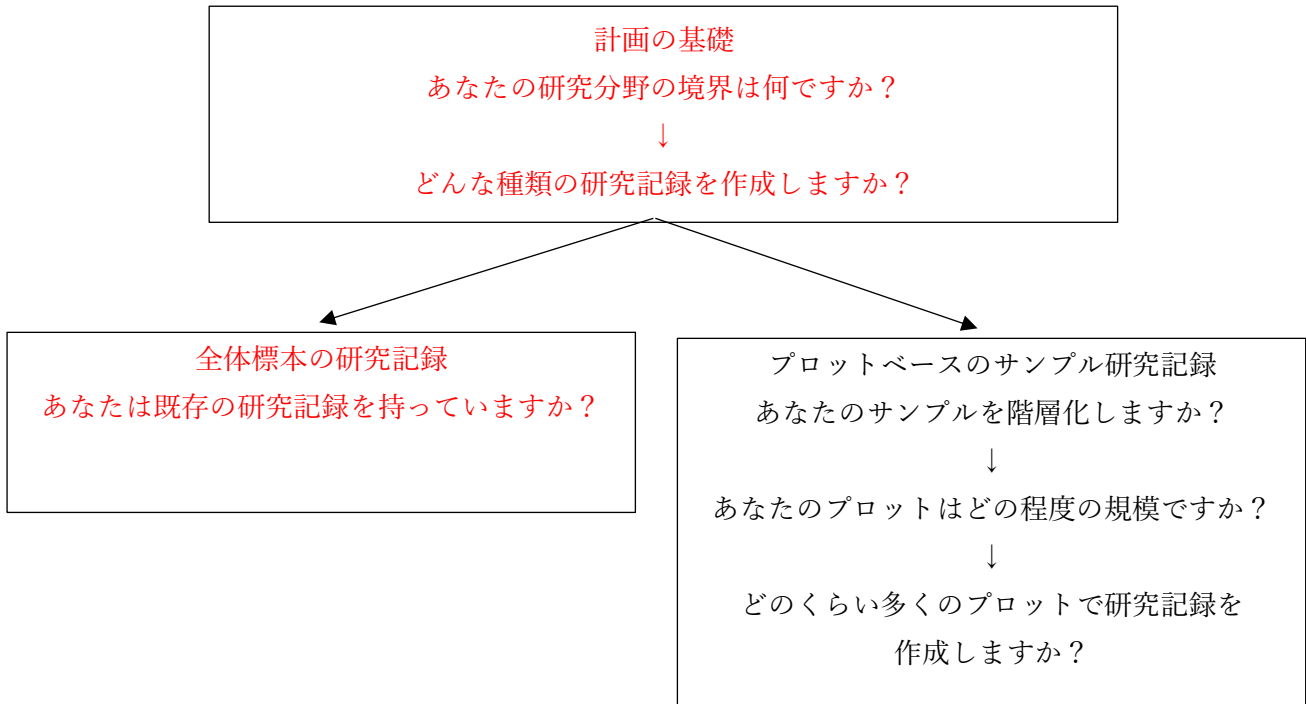 計画の基礎
あなたの研究分野の境界は何ですか？
↓
どんな種類の研究記録を作成しますか？
全体標本の研究記録
あなたは既存の研究記録を持っていますか？
プロットベースのサンプル研究記録
あなたのサンプルを階層化しますか？
↓
あなたのプロットはどの程度の規模ですか？
↓
どのくらい多くのプロットで研究記録を
作成しますか？